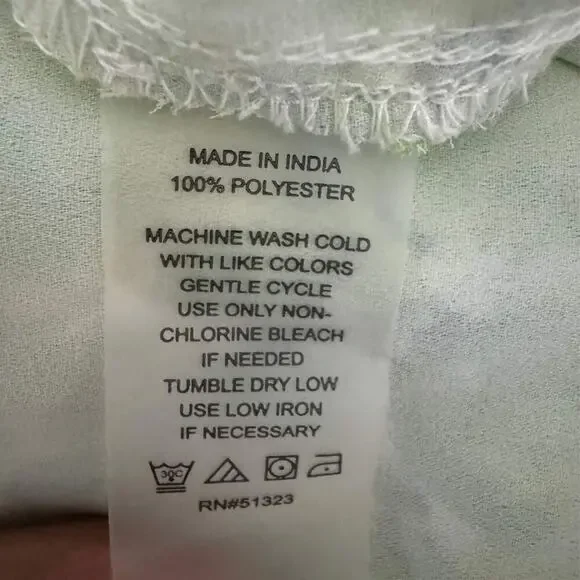 MADE IN INDIA
100% POLYESTER
MACHINE WASH COLD
WITH LIKE COLORS
GENTLE CYCLE
USE ONLY NON-
CHLORINE BLEACH
IF NEEDED
TUMBLE DRY LOW
USE LOW IRON
IF NECESSARY
30C
RN#51323